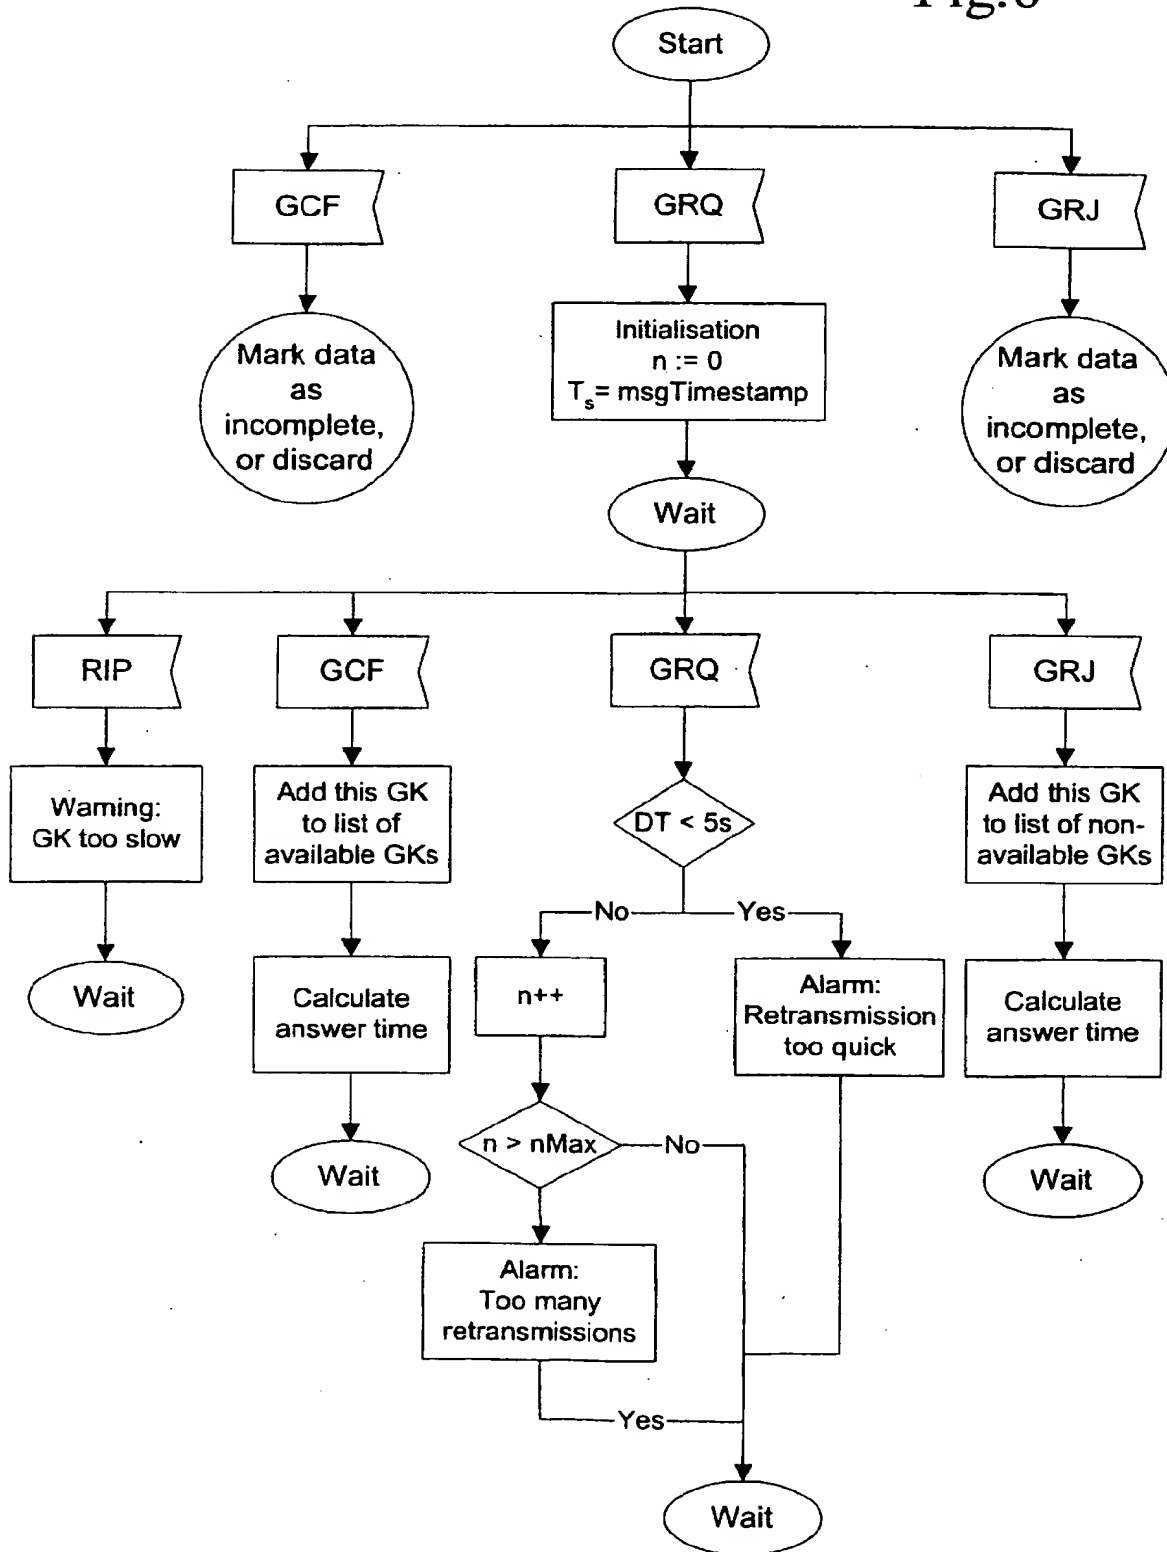 Fig.6
Start
GCF
GRQ
GRJ
Mark data
as
incomplete,
or discard
Initialisation
n := 0
Ts= msgTimestamp
Mark data
as
incomplete,
or discard
Wait
RIP
GCF
GRQ
GRJ
Warning:
GK too slow
Add this GK
to list of
available GKs
DT < 5s
Add this GK
to list of non-
available GKs
No
Yes
Wait
Calculate
answer time
n++
Alarm:
Retransmission
too quick
Calculate
answer time
n > nMax
No
Wait
Wait
Alarm:
Too many
retransmissions
Yes
Wait